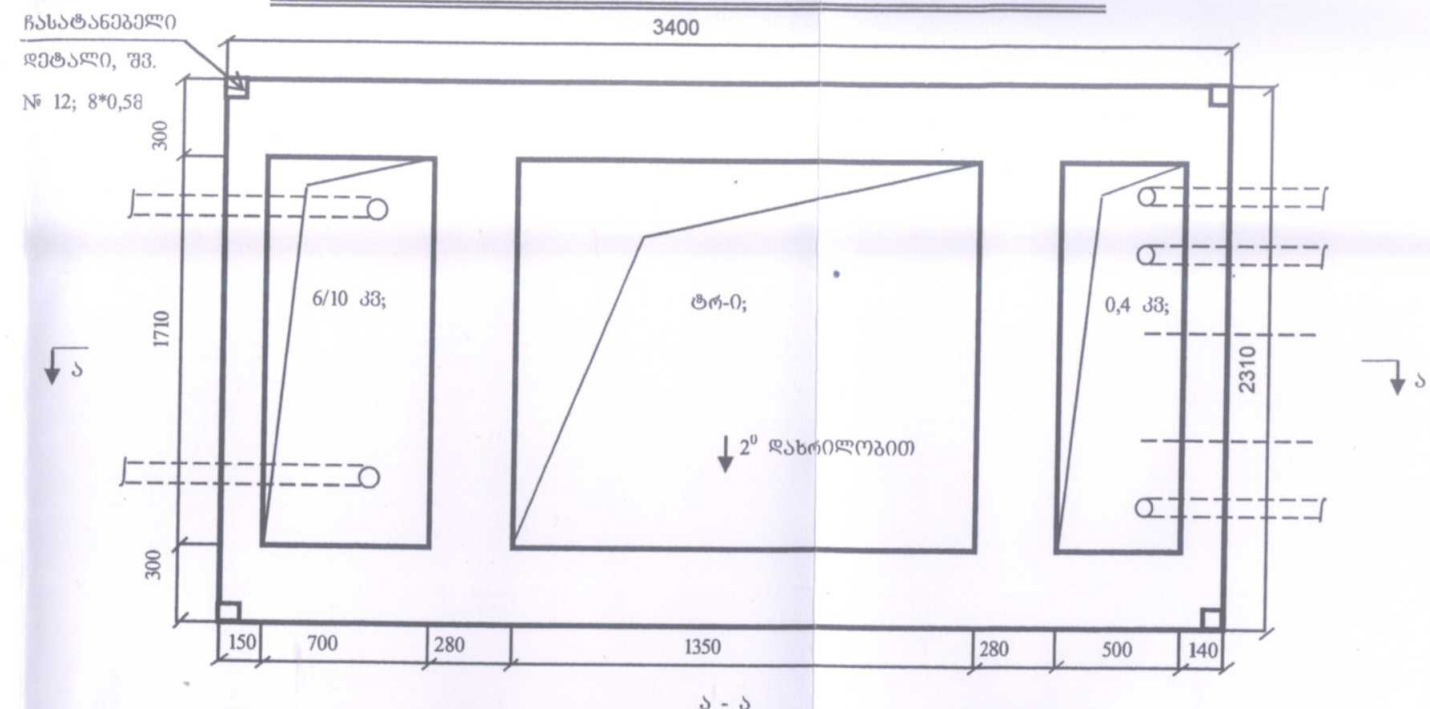 ჩასატანებელი
დეტალი, შვ.
№ 12; 8*0,5მ
3400
300
1710
300
6/10 კვ;
ტრ-ი;
0,4 კვ;
2310
ა
ა
2⁰ დახრილობით
150
700
280
1350
280
500
140
ა - ა